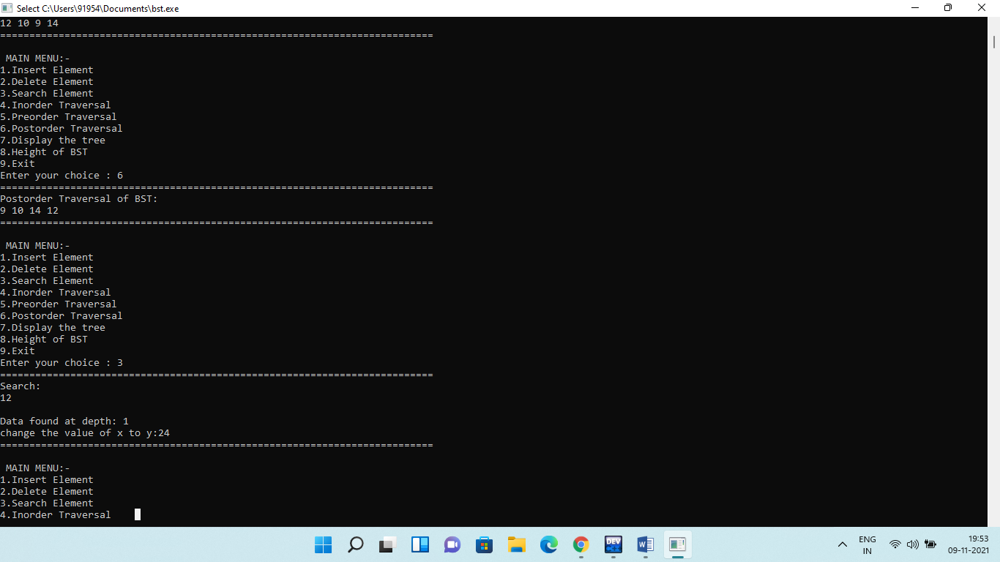 Select C:\Users\91954\Documents\bst.exe
12 10 9 14
==========================================================================

MAIN MENU:-
1.Insert Element
2.Delete Element
3.Search Element
4.Inorder Traversal
5.Preorder Traversal
6.Postorder Traversal
7.Display the tree
8.Height of BST
9.Exit
Enter your choice : 6
==========================================================================
Postorder Traversal of BST:
9 10 14 12
==========================================================================

MAIN MENU:-
1.Insert Element
2.Delete Element
3.Search Element
4.Inorder Traversal
5.Preorder Traversal
6.Postorder Traversal
7.Display the tree
8.Height of BST
9.Exit
Enter your choice : 3
==========================================================================
Search:
12

Data found at depth: 1
change the value of x to y:24
==========================================================================

MAIN MENU:-
1.Insert Element
2.Delete Element
3.Search Element
4.Inorder Traversal
DEV
W
ENG
IN
19:53
09-11-2021